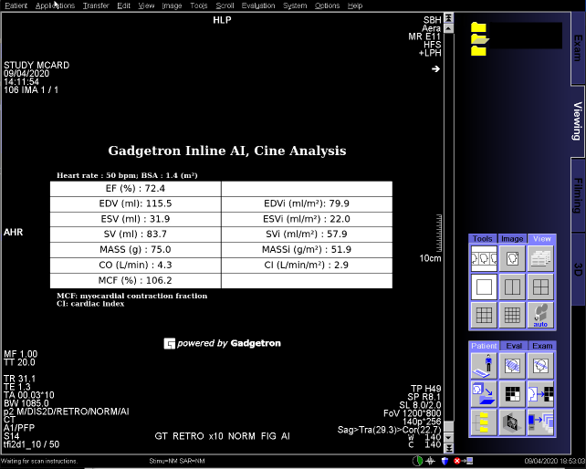 Patient Applications Transfer Edit View Image Tools Scroll Evaluation System Options Help
HLP
SBH
Aera
MR E11
HFS
+LPH
STUDY MCARD
09/04/2020
14:11:54
106 IMA 1 / 1
Exam
Viewing
Filming
3D
Gadgetron Inline AI, Cine Analysis
Heart rate : 50 bpm; BSA : 1.4 (m²)
EF (%) : 72.4
EDV (ml): 115.5 EDVi (ml/m²): 79.9
ESV (ml) : 31.9 ESVi (ml/m²) : 22.0
SV (ml) : 83.7 SVi (ml/m²) : 57.9
MASS (g) : 75.0 MASSi (g/m²) : 51.9
CO (L/min) : 4.3 CI (L/min/m²) : 2.9
MCF (%) : 106.2
MCF: myocardial contraction fraction
CI: cardiac index
AHR
10cm
powered by Gadgetron
Tools Image View
auto
Patient Eval Exam
MF 1.00
TT 20.0
TR 31.1
TE 1.3
TA 00.03*10
BW 1085.0
p2 M/DIS2D/RETRO/NORM/AI
CT
A1/PFP
S14
tfi2d1_10 / 50
GT RETRO x10 NORM FIG AI
TP H49
SP R8.1
SL 8.0/2.0
FoV 1200*800
140p*256
Sag>Tra(29.3)>Cor(22.7)
W 140
C 140
Waiting for scan instructions.
Stimu=NM SAR=NM
09/04/2020 18:53:03